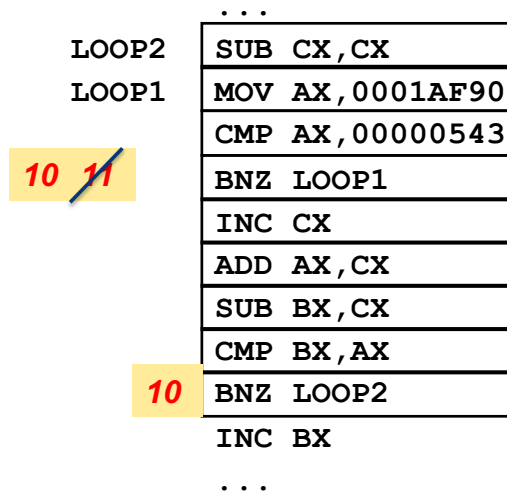 ...
LOOP2 SUB CX,CX
LOOP1 MOV AX,0001AF90
CMP AX,00000543
10 11 BNZ LOOP1
INC CX
ADD AX,CX
SUB BX,CX
CMP BX,AX
10 BNZ LOOP2
INC BX
...